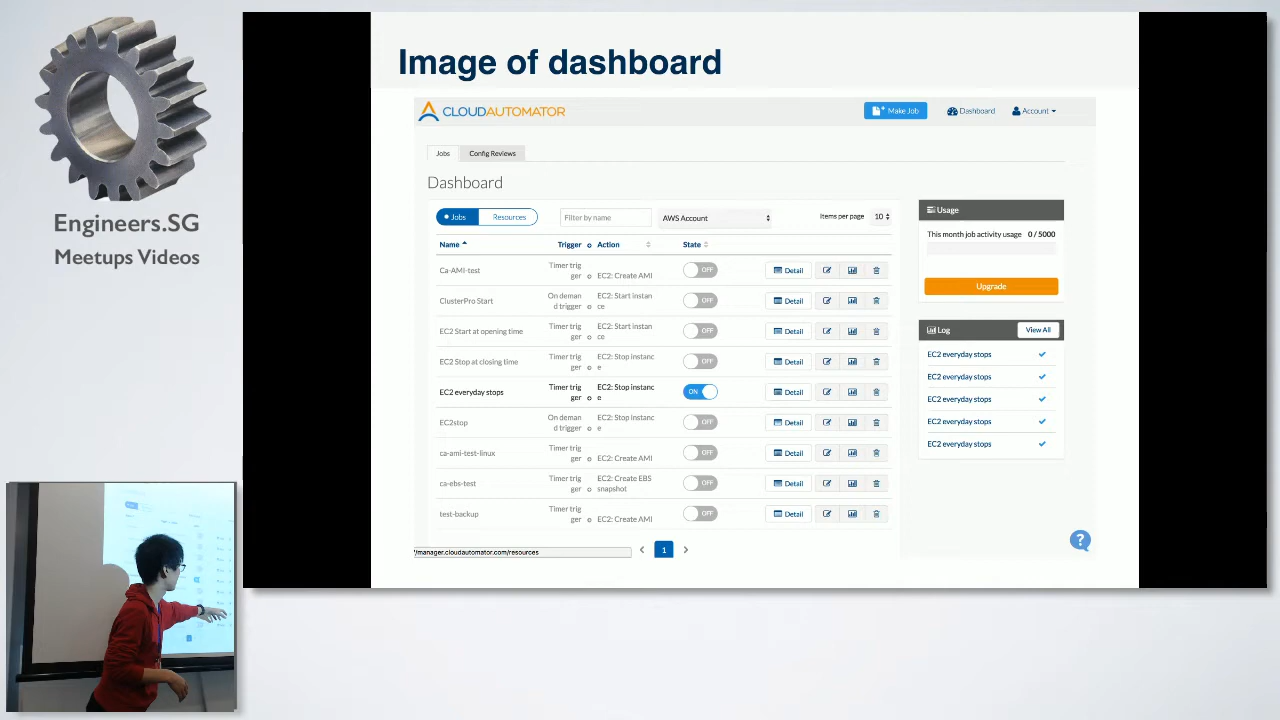 Engineers.SG
Meetups Videos
Image of dashboard
CLOUDAUTOMATOR
Make Job
Dashboard
Account
Jobs
Config Reviews
Dashboard
Jobs
Resources
Filter by name
AWS Account
Items per page
10
Name
Trigger
Action
State
Ca-AMI-test
Timer trig
ger
EC2: Create AMI
OFF
Detail
ClusterPro Start
On deman
d trigger
EC2: Start instan
ce
OFF
Detail
EC2 Start at opening time
Timer trig
ger
EC2: Start instan
ce
OFF
Detail
EC2 Stop at closing time
Timer trig
ger
EC2: Stop instanc
e
OFF
Detail
EC2 everyday stops
Timer trig
ger
EC2: Stop instanc
e
ON
Detail
EC2stop
On deman
d trigger
EC2: Stop instanc
e
OFF
Detail
ca-ami-test-linux
Timer trig
ger
EC2: Create AMI
OFF
Detail
ca-ebs-test
Timer trig
ger
EC2: Create EBS
snapshot
OFF
Detail
test-backup
Timer trig
ger
EC2: Create AMI
OFF
Detail
/manager.cloudautomator.com/resources
1
Usage
This month job activity usage 0 / 5000
Upgrade
Log
View All
EC2 everyday stops
EC2 everyday stops
EC2 everyday stops
EC2 everyday stops
EC2 everyday stops
?